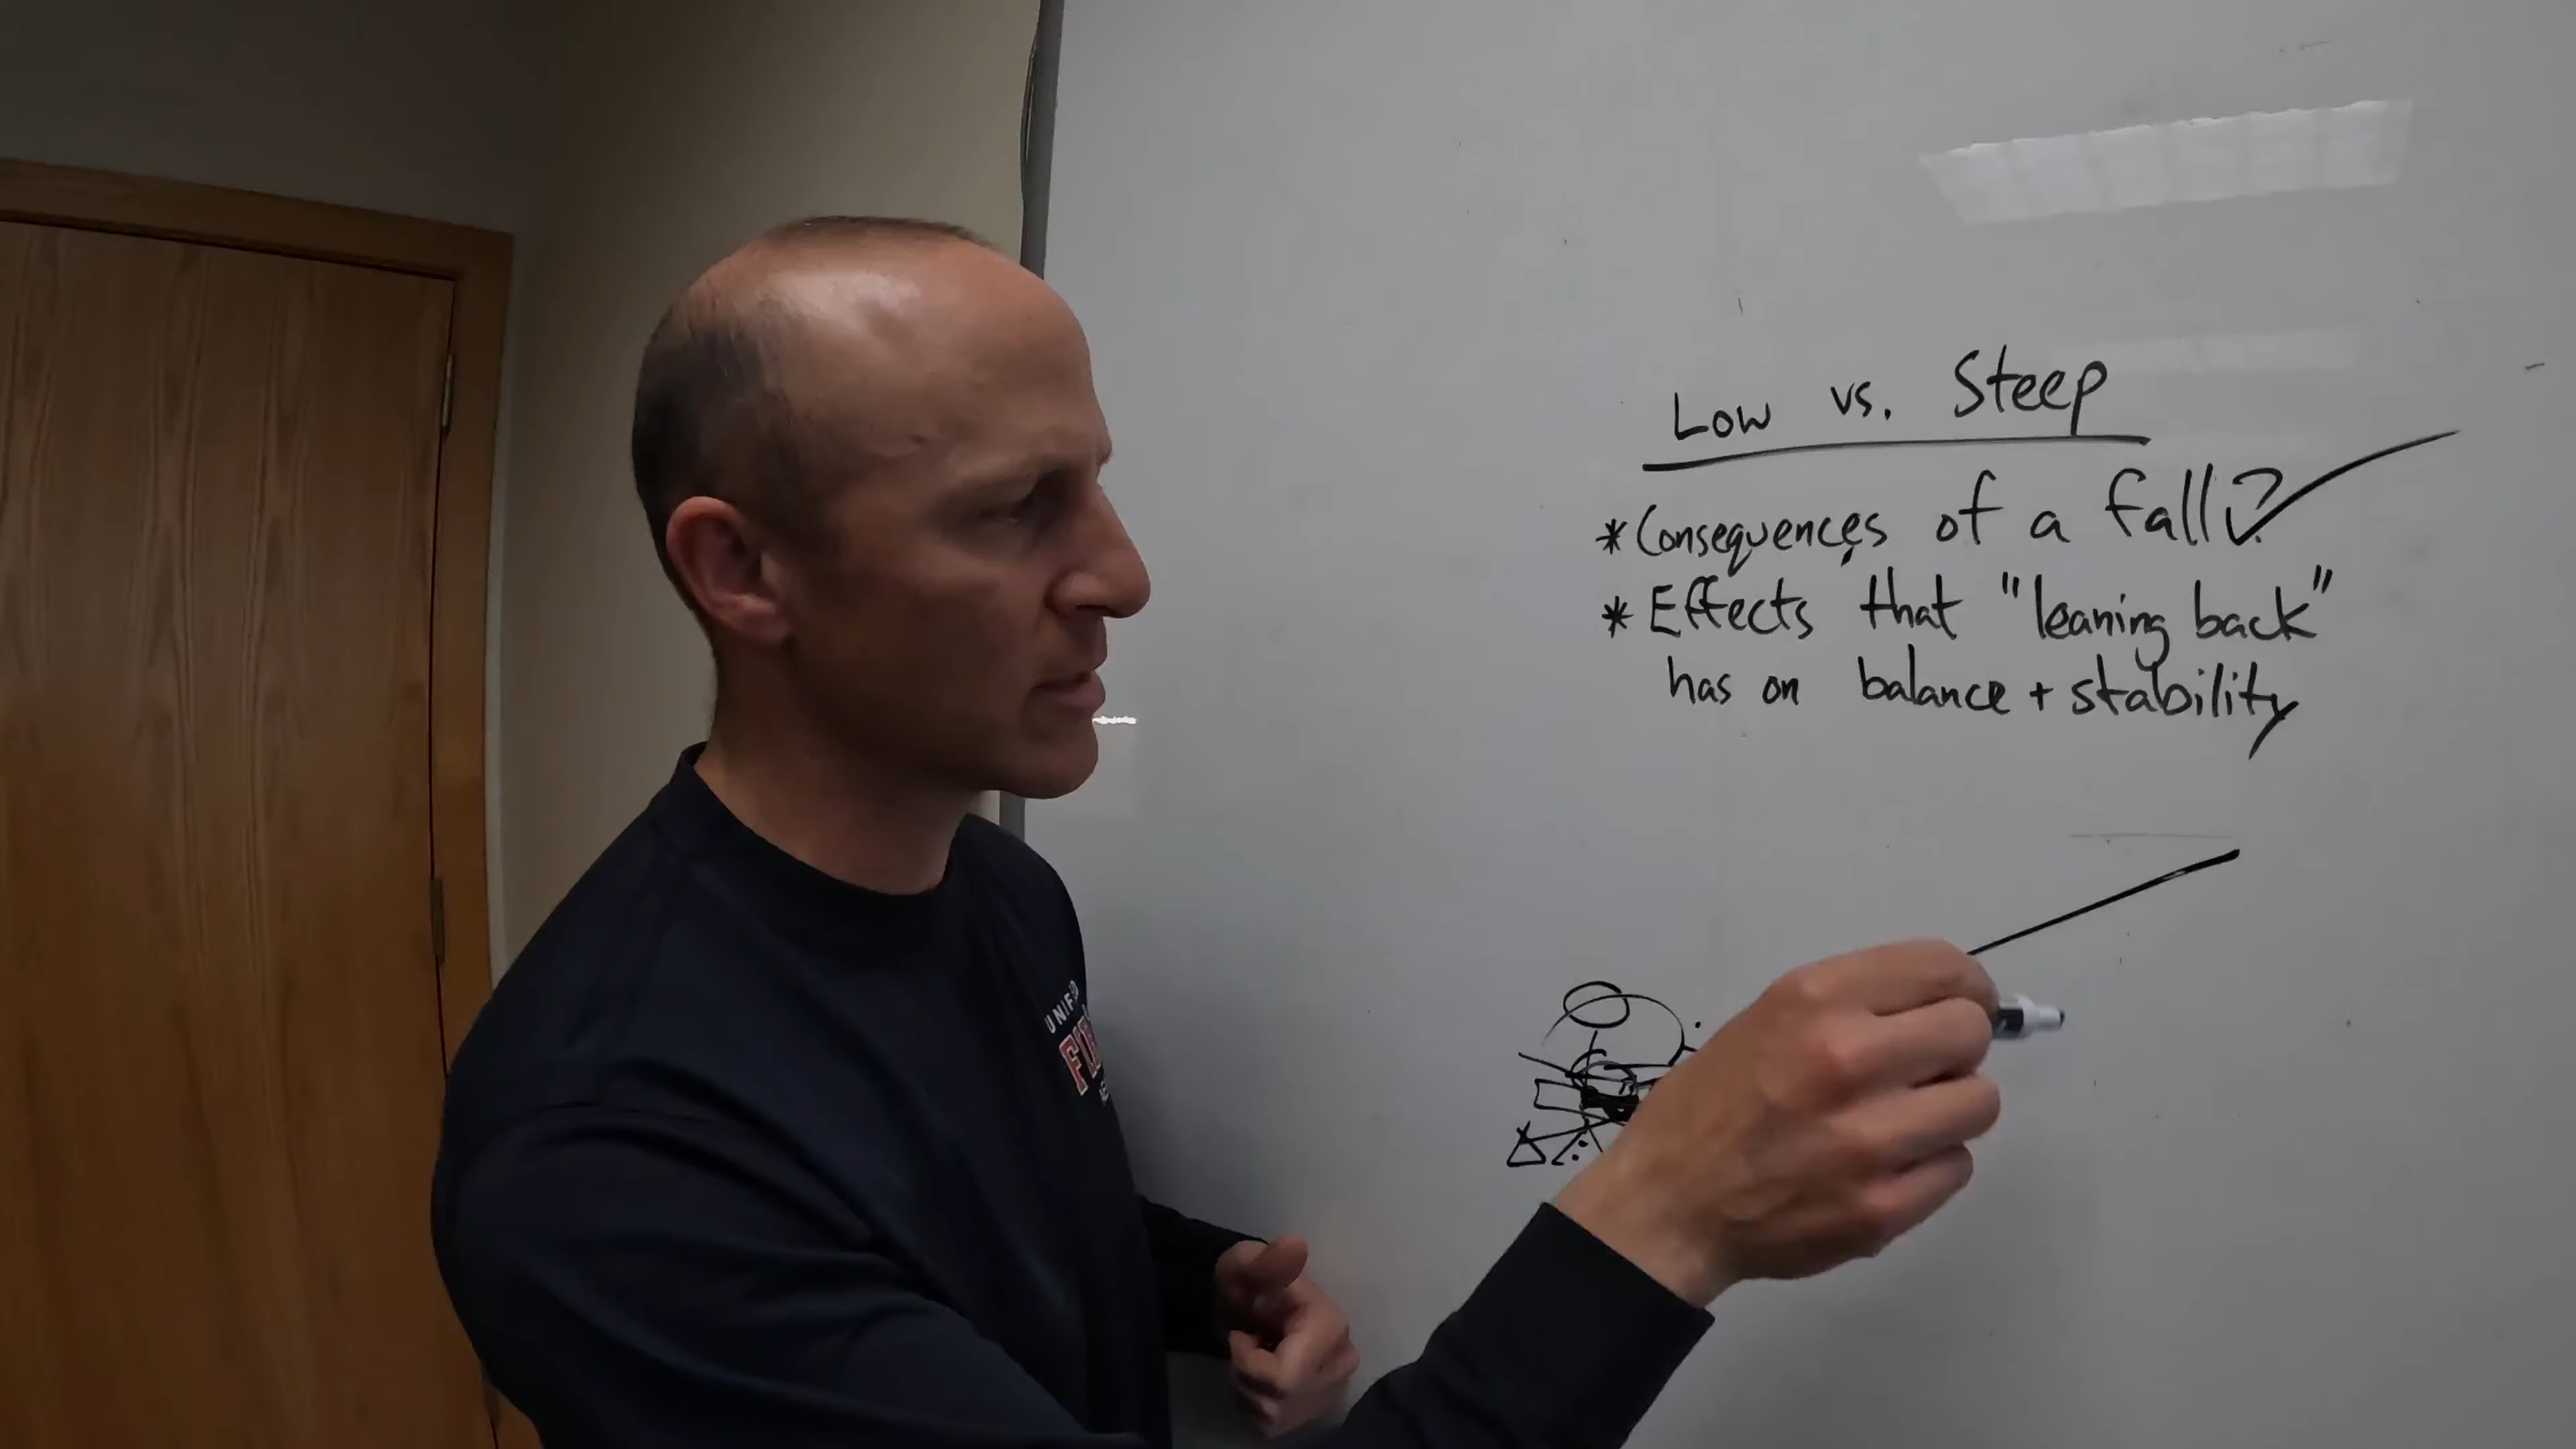 Low vs. Steep
* Consequences of a fall?
* Effects that "leaning back"
has on balance + stability